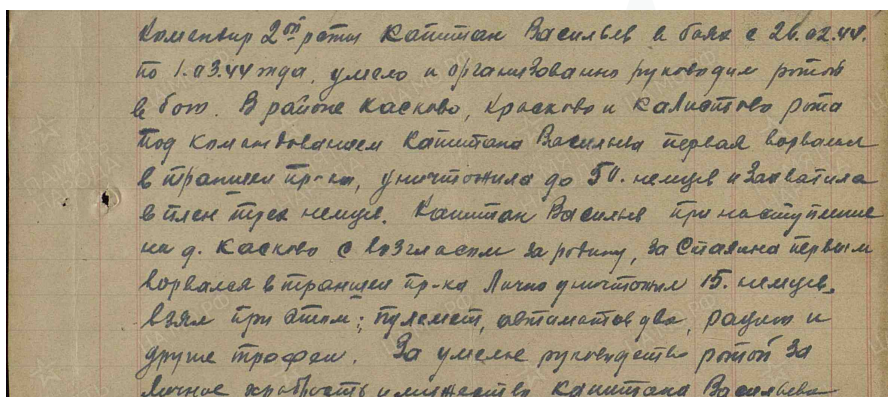 Командир 2ой роты капитан Васильев в боях с 26.02.44.
по 1.03.44 года, умело и организованно руководил ротой
в бою. В районе Касково, Красково и Калистово рота
под командованием капитана Васильева первая ворвалась
в траншеи пр-ка, уничтожила до 50. немцев и захватила
в плен трех немцев. Капитан Васильев при наступление
на д. Касково с возгласом за родину, за Сталина первым
ворвался в траншеи пр-ка Лично уничтожил 15. немцев,
взял при этом: пулемет, автоматов два, рацию и
другие трофеи. За умелое руководство ротой за
личное храбрость и мужество капитана Васильева